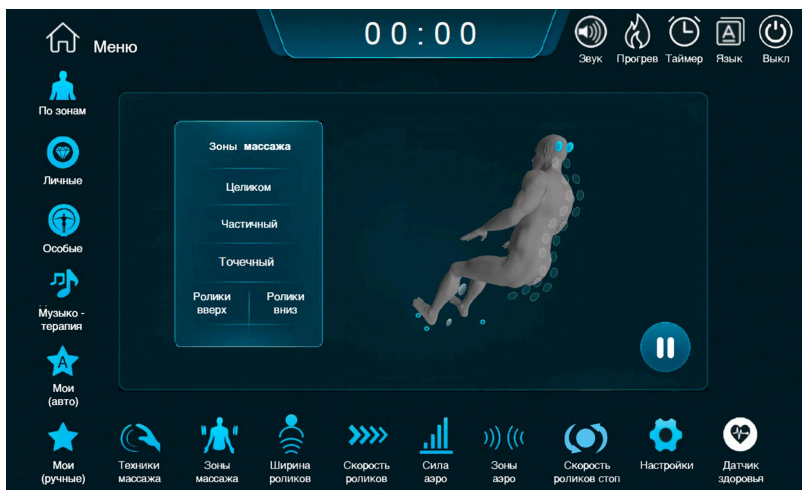 Меню
00:00
Звук
Прогрев
Таймер
A
Язык
Выкл
По зонам
Личные
Особые
Музыко -
терапия
A
Мои
(авто)
Мои
(ручные)
Зоны массажа
Целиком
Частичный
Точечный
Ролики
вверх
Ролики
вниз
Техники
массажа
Зоны
массажа
Ширина
роликов
Скорость
роликов
Сила
аэро
Зоны
аэро
Скорость
роликов стоп
Настройки
Датчик
здоровья